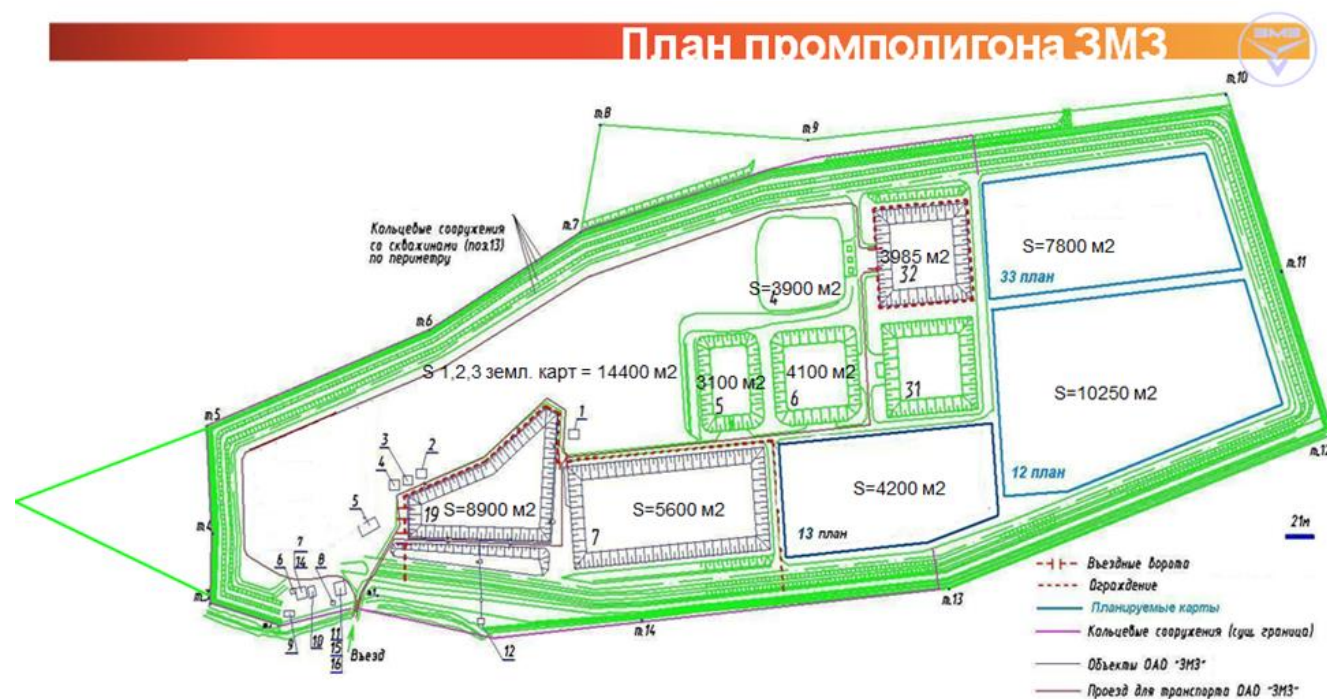 План промполигона ЗМЗ
ЗМЗ
т.10
т.8
т.9
т.7
Кольцевые сооружения
со скважинами (поз.13)
по периметру
3985 м2
32
S=7800 м2
33 план
т.11
S=3900 м2
4
т.6
S 1,2,3 земл. карт = 14400 м2
3100 м2
5
4100 м2
6
31
S=10250 м2
12 план
т.5
1
2
3
4
5
т.12
S=8900 м2
19
S=5600 м2
7
S=4200 м2
13 план
21м
т.4
6
7
14
8
т.3
9
10
11
15
16
Въезд
12
т.14
т.13
Въездные ворота
Ограждение
Планируемые карты
Кольцевые сооружения (сущ. граница)
Объекты ОАО "ЗМЗ"
Проезд для транспорта ОАО "ЗМЗ"